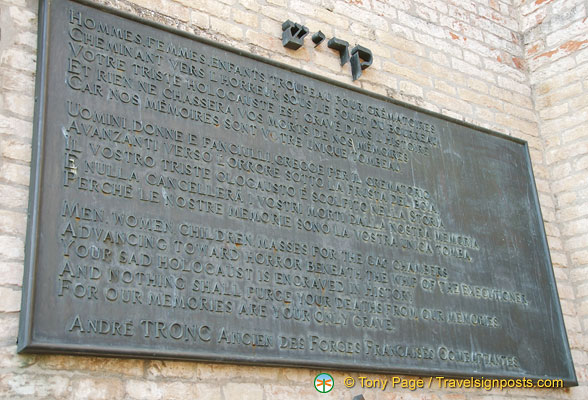 קדיש
HOMMES, FEMMES, ENFANTS, TROUPEAU POUR CRÉMATOIRES
CHEMINANT VERS L'HORREUR SOUS LE FOUET DU BOURREAU
VOTRE TRISTE HOLOCAUSTE EST GRAVÉ DANS L'HISTOIRE
ET RIEN NE CHASSERA VOS MORTS DE NOS MÉMOIRES
CAR NOS MÉMOIRES SONT VOTRE UNIQUE TOMBEAU.
UOMINI, DONNE E FANCIULLI, GREGGE PER
AVANZANTI VERSO L'ORRORE SOTTO LA FRUSTA DEL BOIA
IL VOSTRO TRISTE OLOCAUSTO È SCOLPITO NELLA STORIA
E NULLA CANCELLERÀ I VOSTRI MORTI DALLA NOSTRA MEMORIA
PERCHÉ LE NOSTRE MEMORIE SONO LA VOSTRA UNICA TOMBA.
MEN, WOMEN, CHILDREN, MASSES FOR THE GAS CHAMBERS
ADVANCING TOWARD HORROR BENEATH THE WHIP OF THE EXECUTIONER
YOUR SAD HOLOCAUST IS ENGRAVED IN HISTORY
AND NOTHING SHALL PURGE YOUR DEATHS FROM OUR MEMORIES
FOR OUR MEMORIES ARE YOUR ONLY GRAVE.
ANDRÉ TRONC ANCIEN DES FORCES FRANÇAISES COMBATTANTES
© Tony Page / Travelsignposts.com